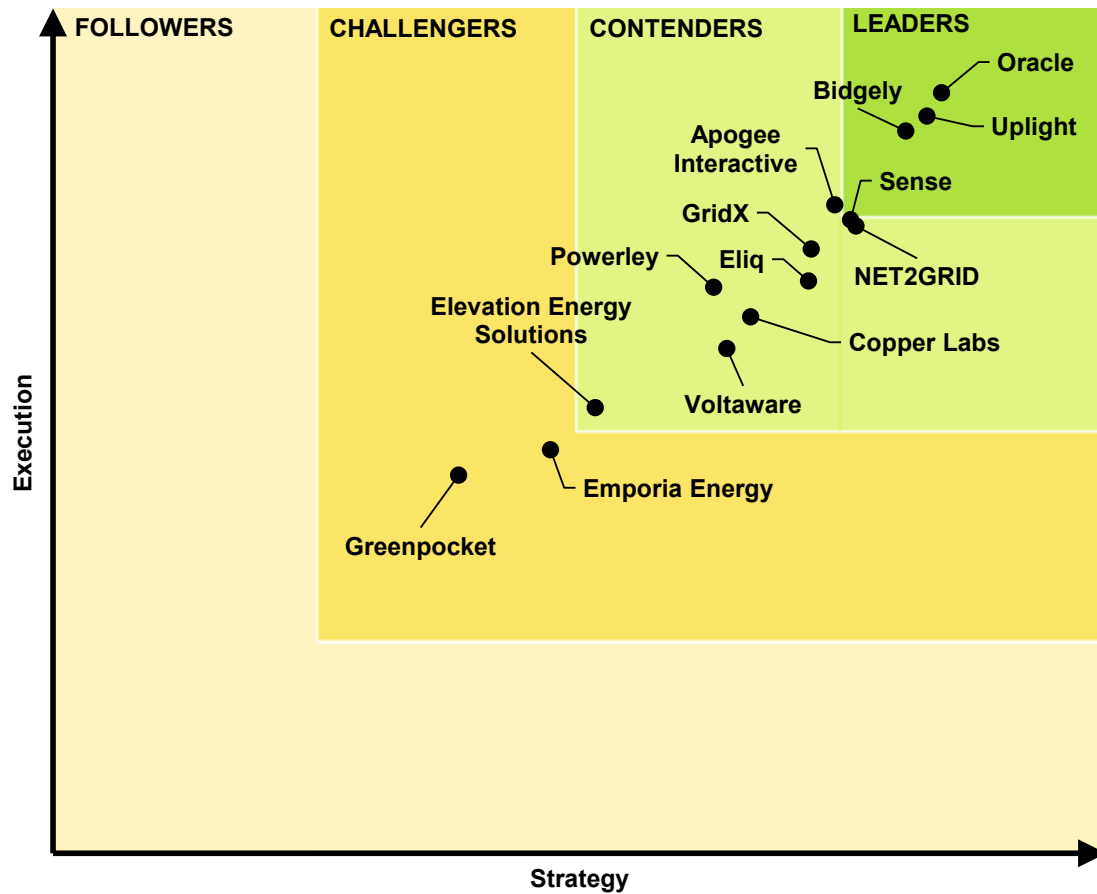 FOLLOWERS
CHALLENGERS
CONTENDERS
LEADERS
Oracle
Bidgely
Uplight
Apogee
Interactive
Sense
GridX
Eliq
NET2GRID
Powerley
Elevation Energy
Solutions
Copper Labs
Voltaware
Emporia Energy
Greenpocket
Execution
Strategy